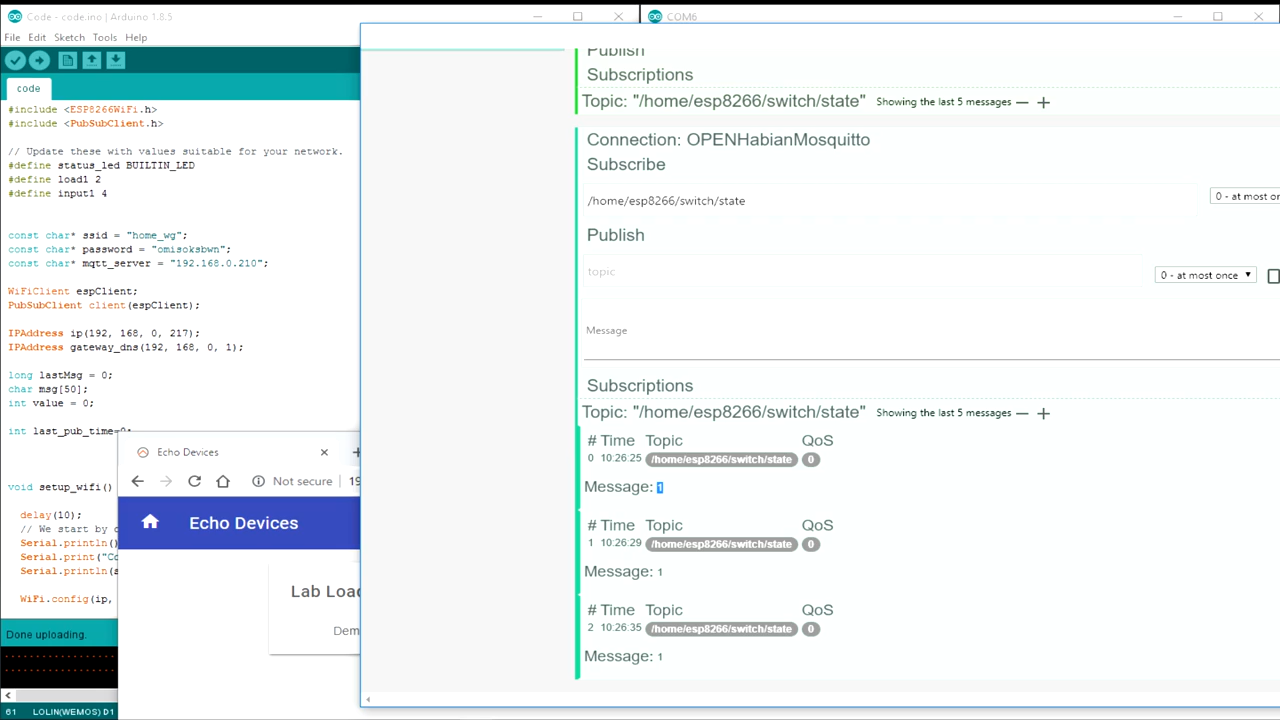 Code - code.ino | Arduino 1.8.5
File Edit Sketch Tools Help
code
#include <ESP8266WiFi.h>
#include <PubSubClient.h>
// Update these with values suitable for your network.
#define status_led BUILTIN_LED
#define load1 2
#define input1 4
const char* ssid = "home_wg";
const char* password = "omisoksbwn";
const char* mqtt_server = "192.168.0.210";
WiFiClient espClient;
PubSubClient client(espClient);
IPAddress ip(192, 168, 0, 217);
IPAddress gateway_dns(192, 168, 0, 1);
long lastMsg = 0;
char msg[50];
int value = 0;
int last_pub_time=0;
void setup_wifi()
delay(10);
// We start by c
Serial.println(
Serial.print("Co
Serial.println(s
WiFi.config(ip,
Done uploading.
61 LOLIN(WEMOS) D1
Echo Devices
Not secure 19
Echo Devices
Lab Load
Dem
COM6
Publish
Subscriptions
Topic: "/home/esp8266/switch/state" Showing the last 5 messages — +
Connection: OPENHabianMosquitto
Subscribe
/home/esp8266/switch/state
0 - at most on
Publish
topic
0 - at most once
Message
Subscriptions
Topic: "/home/esp8266/switch/state" Showing the last 5 messages — +
# Time Topic QoS
0 10:26:25 /home/esp8266/switch/state 0
Message: 1
# Time Topic QoS
1 10:26:29 /home/esp8266/switch/state 0
Message: 1
# Time Topic QoS
2 10:26:35 /home/esp8266/switch/state 0
Message: 1